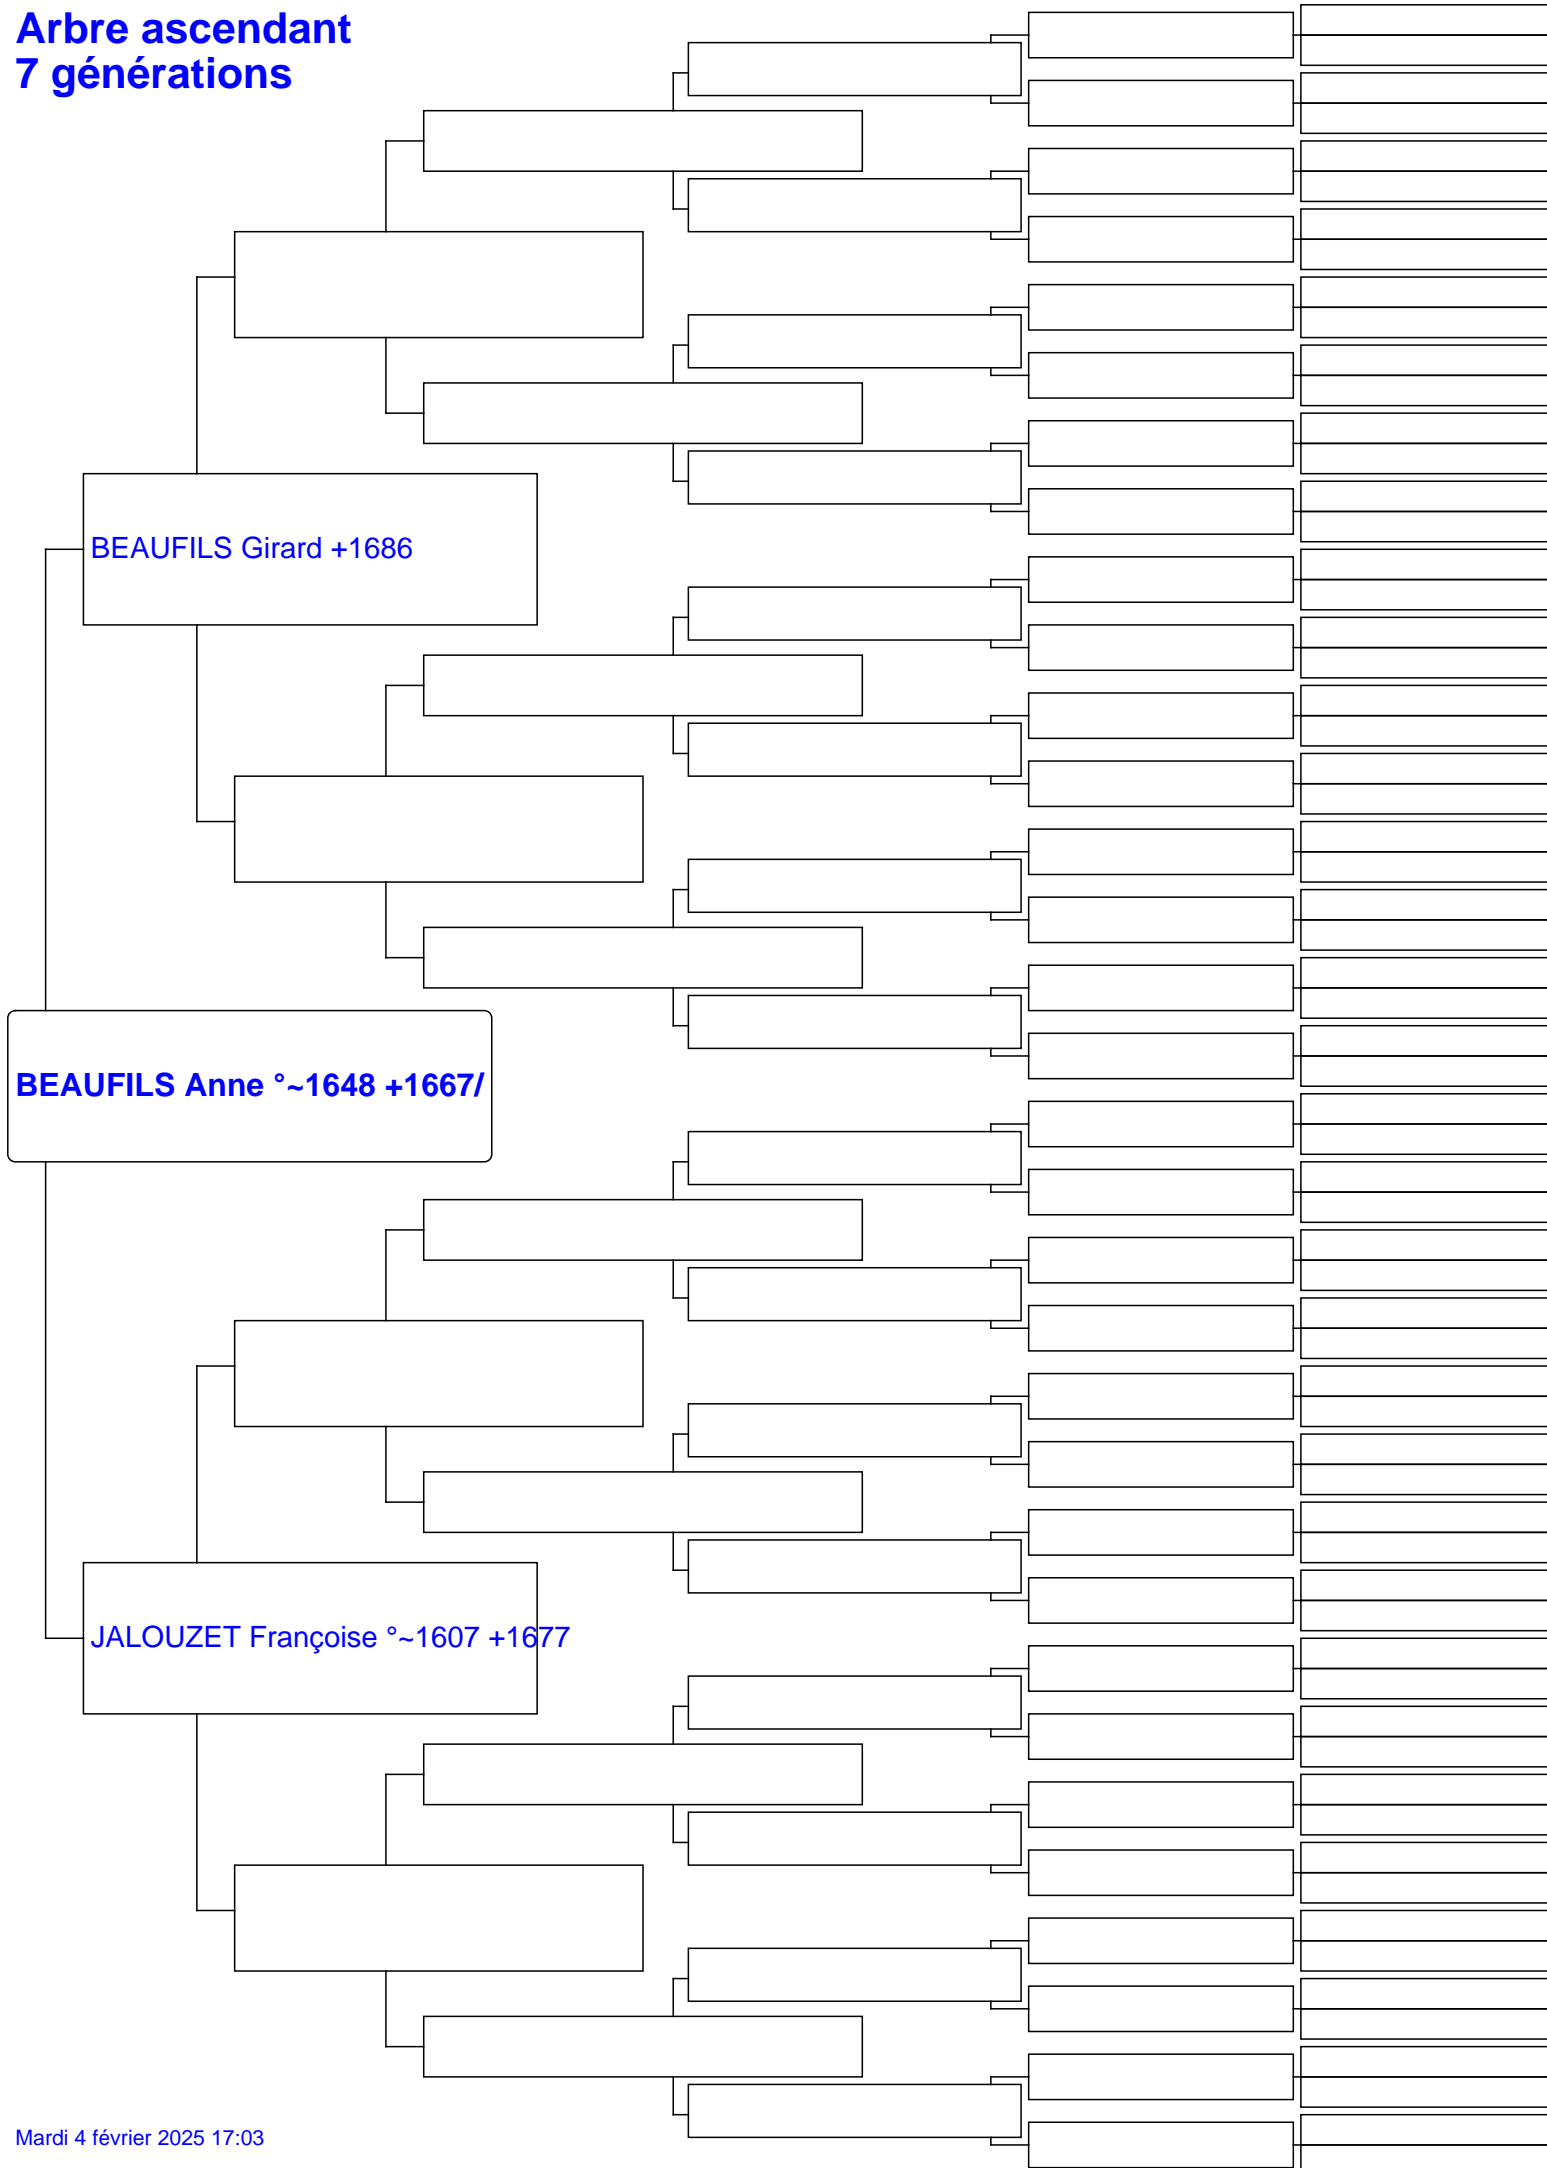 Arbre ascendant
7 générations
BEAUFILS Girard +1686
BEAUFILS Anne °~1648 +1667/
JALOUZET Françoise °~1607 +1677
Mardi 4 février 2025 17:03